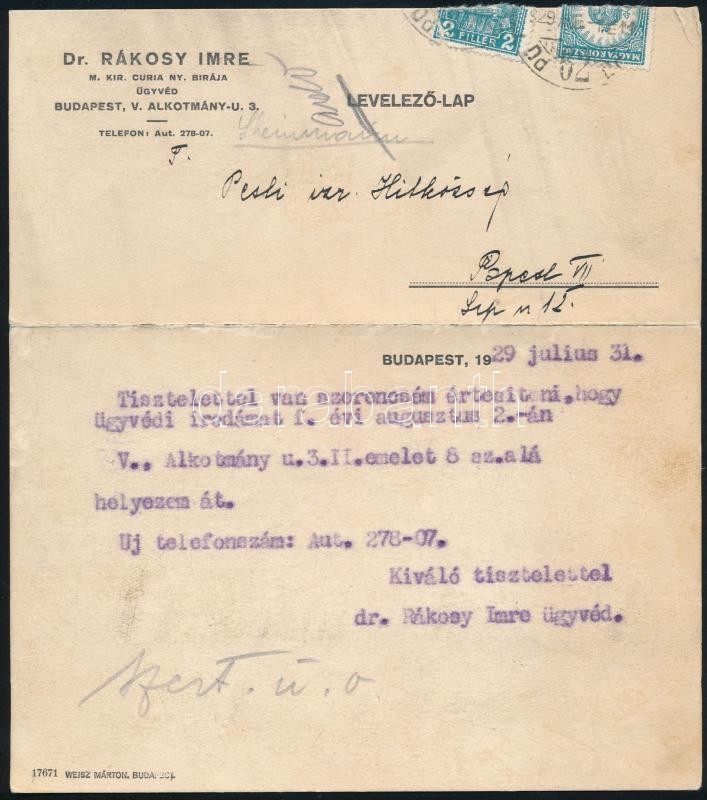 Dr. RÁKOSY IMRE
M. KIR. CURIA NY. BIRÁJA
ÜGYVÉD
BUDAPEST, V. ALKOTMÁNY-U. 3.
TELEFON: Aut. 278-07.
2 FILLÉR 2
MAGYARORSZÁG
LEVELEZŐ-LAP
Steinmann
T.
Pesti izr. Hitközség
Bpest VII
Sip u 12.
BUDAPEST, 1929 julius 31.
Tisztelettel van szerencsém értesiteni, hogy
ügyvédi irodámat f. évi augusztus 2.-án
V., Alkotmány u.3.II.emelet 8 sz.alá
helyezem át.
Uj telefonszám: Aut. 278-07.
Kiváló tisztelettel
dr. Rákosy Imre ügyvéd.
17671 WEISZ MÁRTON, BUDAPEST.